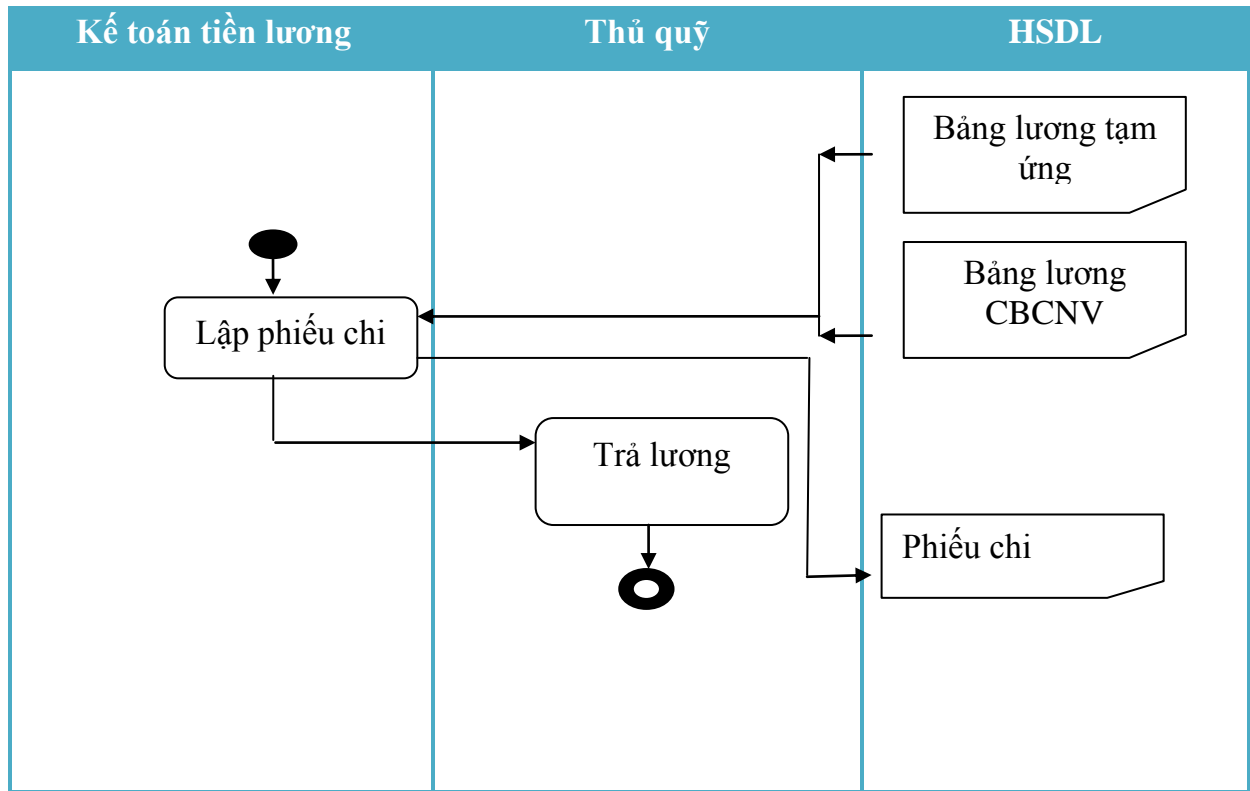 Kế toán tiền lương
Thủ quỹ
HSDL
Bảng lương tạm
ứng
Bảng lương
CBCNV
Lập phiếu chi
Trả lương
Phiếu chi